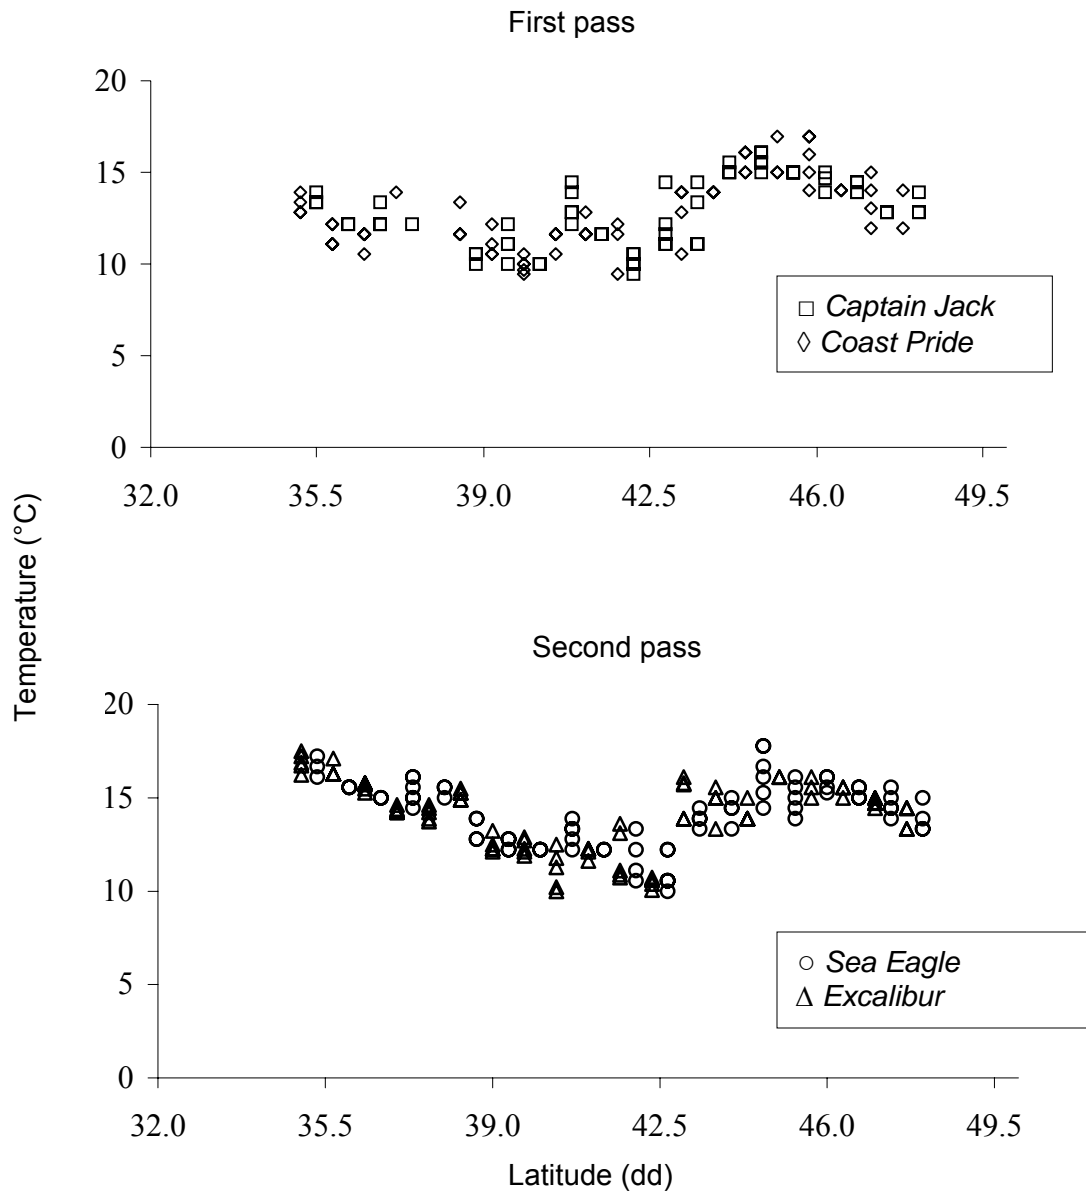 First pass
20
15
10
5
0
32.0 35.5 39.0 42.5 46.0 49.5
Captain Jack
Coast Pride
Temperature (°C)
Second pass
20
15
10
5
0
32.0 35.5 39.0 42.5 46.0 49.5
Sea Eagle
Excalibur
Latitude (dd)